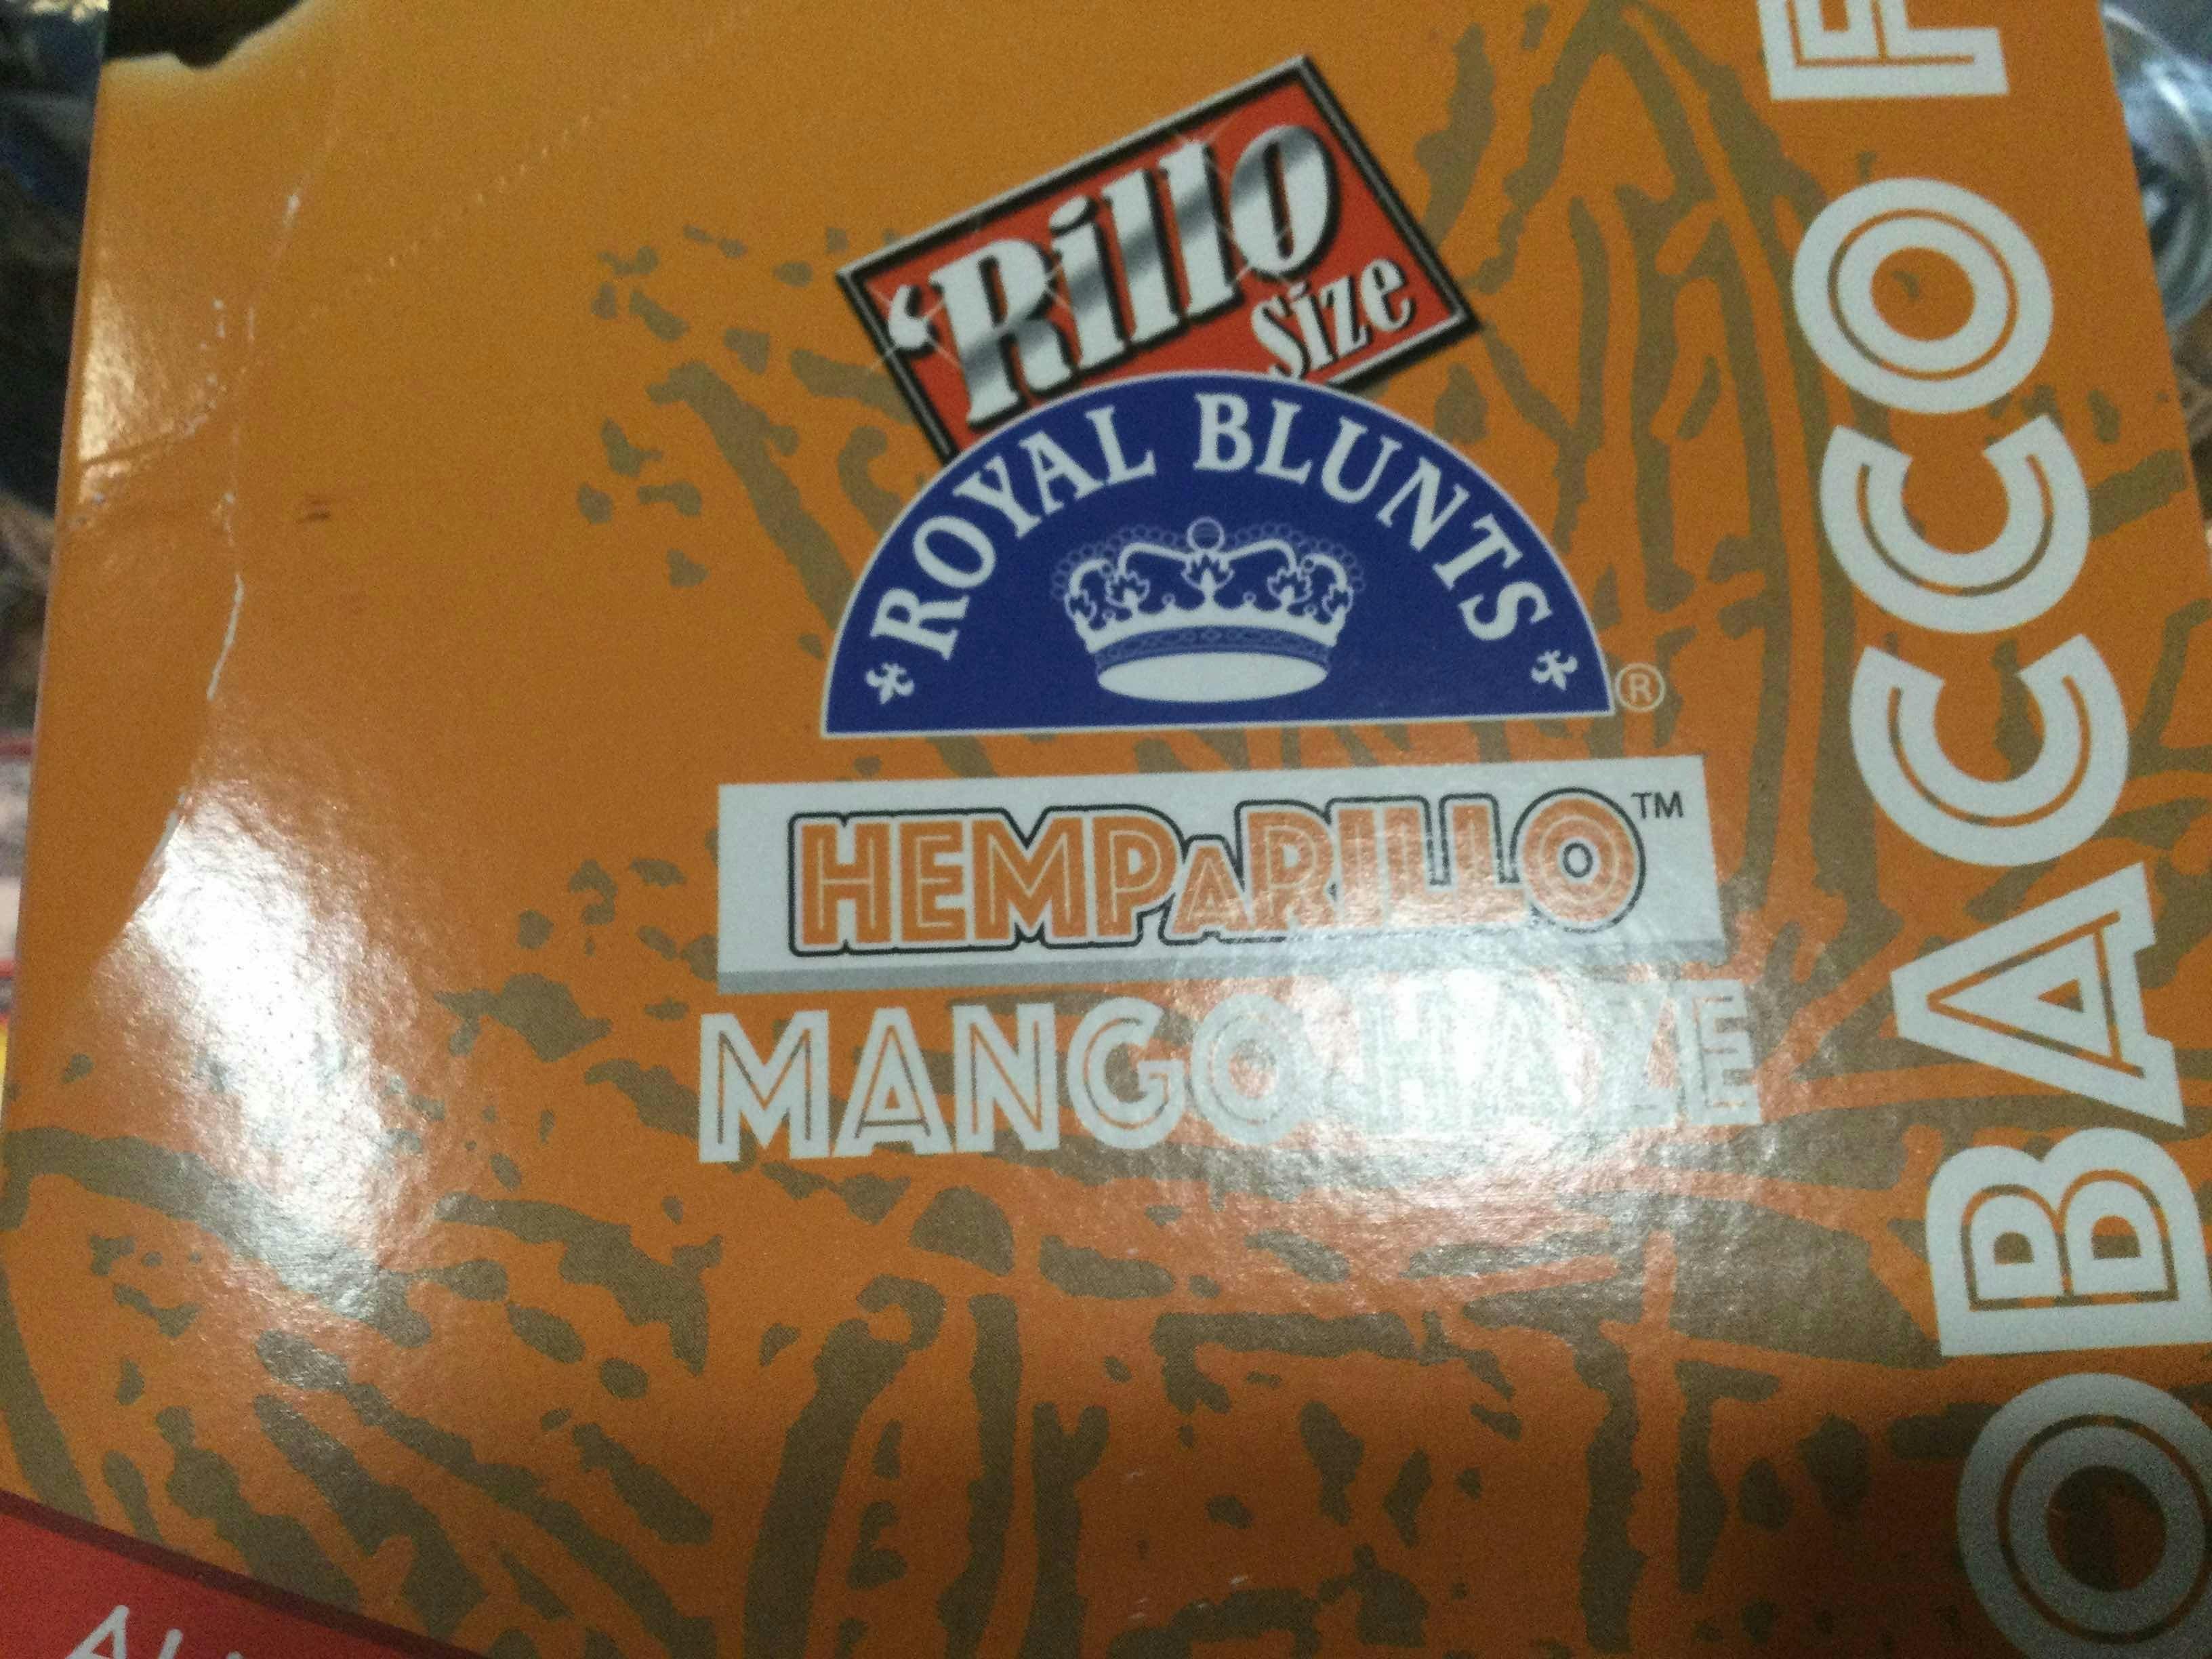 'Rillo
Size
ROYAL BLUNTS
®
HEMPARILLO™
MANGO HAZE
OBACCO F